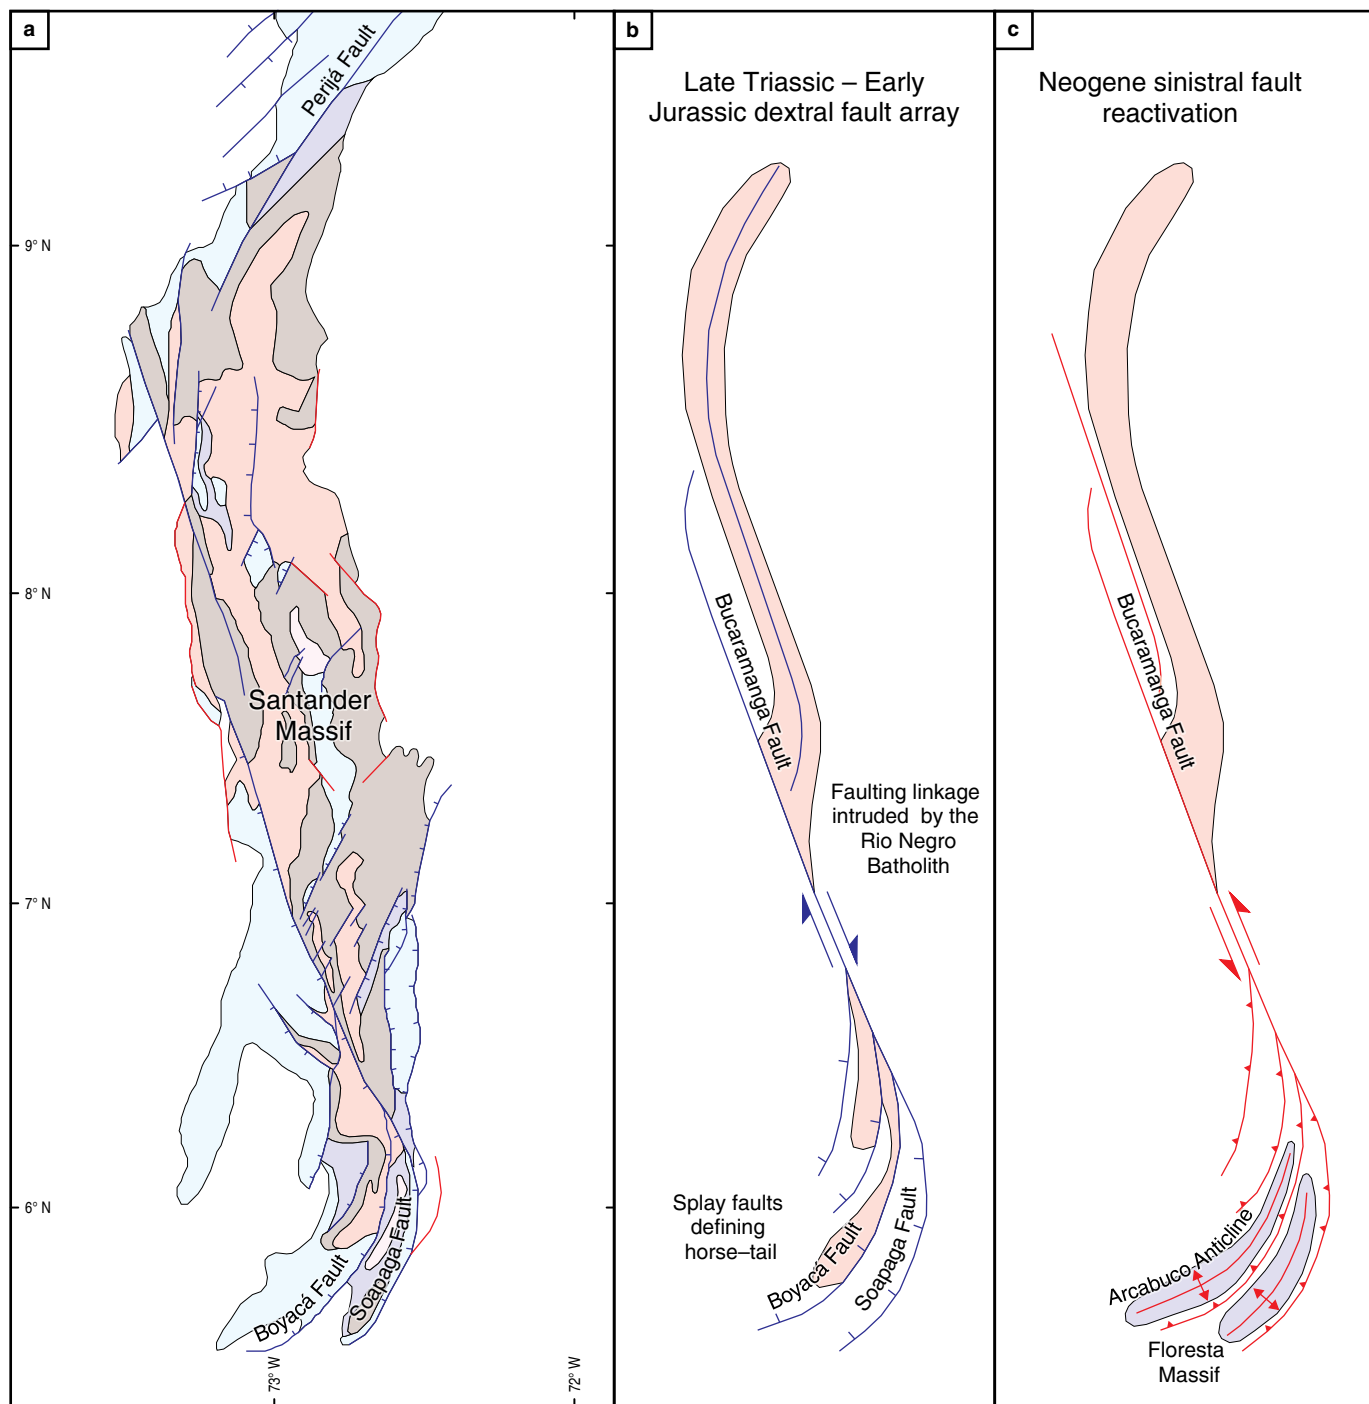 a
Perijá Fault
9° N
8° N
7° N
6° N
Santander
Massif
Boyacá Fault
Soapaga Fault
73° W
72° W
b
Late Triassic – Early
Jurassic dextral fault array
Bucaramanga Fault
Faulting linkage
intruded by the
Rio Negro
Batholith
Splay faults
defining
horse–tail
Boyacá Fault
Soapaga Fault
c
Neogene sinistral fault
reactivation
Bucaramanga Fault
Arcabuco Anticline
Floresta
Massif